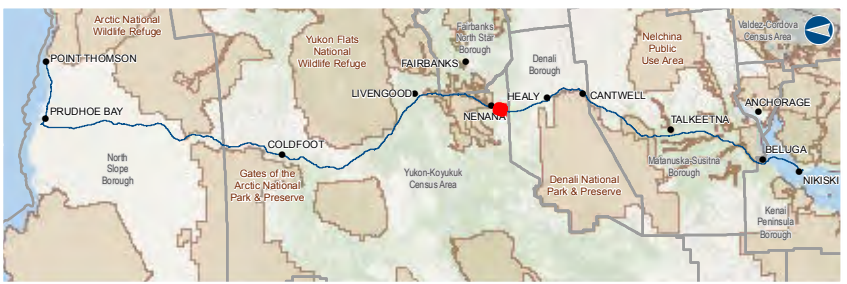 Arctic National
Wildlife Refuge
POINT THOMSON
PRUDHOE BAY
North
Slope
Borough
COLDFOOT
Gates of the
Arctic National
Park & Preserve
Yukon Flats
National
Wildlife Refuge
LIVENGOOD
FAIRBANKS
Fairbanks
North Star
Borough
NENANA
Yukon-Koyukuk
Census Area
HEALY
Denali
Borough
CANTWELL
Denali National
Park & Preserve
Nelchina
Public
Use Area
TALKEETNA
Matanuska-Susitna
Borough
Valdez-Cordova
Census Area
ANCHORAGE
BELUGA
NIKISKI
Kenai
Peninsula
Borough